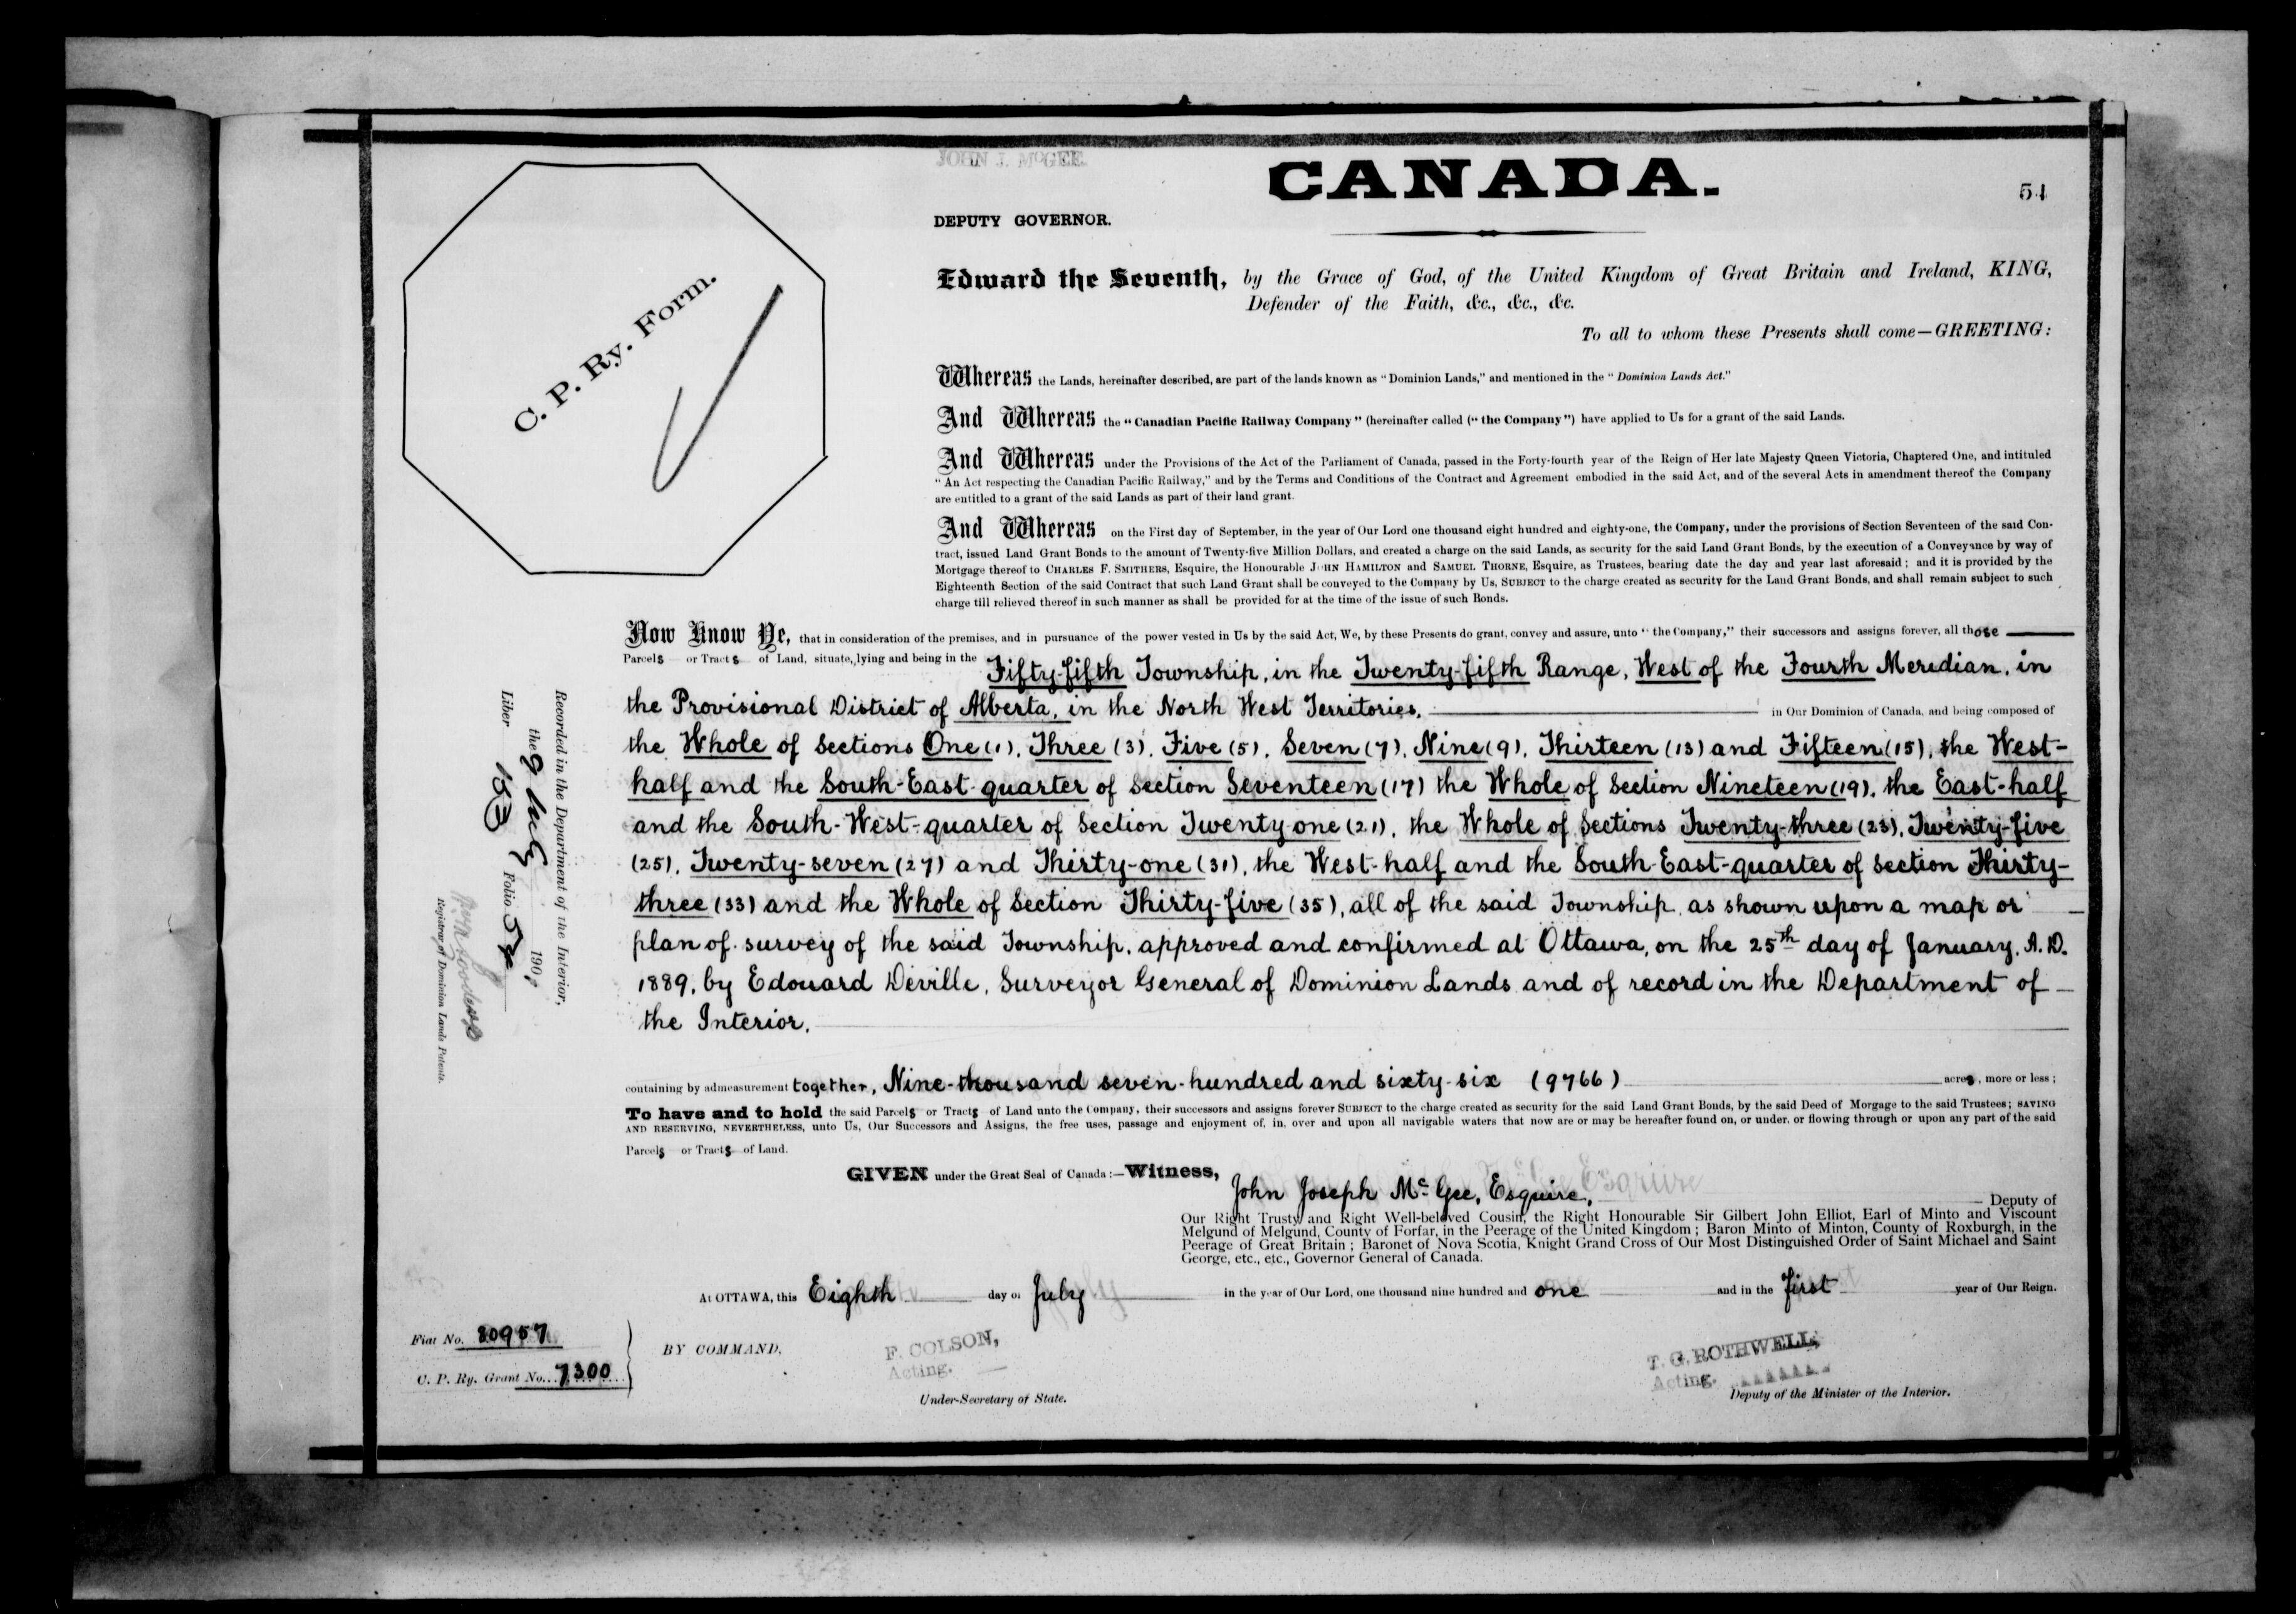 JOHN J. McGEE.
CANADA.
54
DEPUTY GOVERNOR.
C. P. Ry. Form.
Edward the Seventh, by the Grace of God, of the United Kingdom of Great Britain and Ireland, KING,
Defender of the Faith, &c., &c., &c.
To all to whom these Presents shall come—GREETING:
Whereas the Lands, hereinafter described, are part of the lands known as "Dominion Lands," and mentioned in the "Dominion Lands Act."
And Whereas the "Canadian Pacific Railway Company" (hereinafter called ("the Company") have applied to Us for a grant of the said Lands.
And Whereas under the Provisions of the Act of the Parliament of Canada, passed in the Forty-fourth year of the Reign of Her late Majesty Queen Victoria, Chaptered One, and intituled
"An Act respecting the Canadian Pacific Railway," and by the Terms and Conditions of the Contract and Agreement embodied in the said Act, and of the several Acts in amendment thereof the Company
are entitled to a grant of the said Lands as part of their land grant.
And Whereas on the First day of September, in the year of Our Lord one thousand eight hundred and eighty-one, the Company, under the provisions of Section Seventeen of the said Con-
tract, issued Land Grant Bonds to the amount of Twenty-five Million Dollars, and created a charge on the said Lands, as security for the said Land Grant Bonds, by the execution of a Conveyance by way of
Mortgage thereof to CHARLES F. SMITHERS, Esquire, the Honourable JOHN HAMILTON and SAMUEL THORNE, Esquire, as Trustees, bearing date the day and year last aforesaid; and it is provided by the
Eighteenth Section of the said Contract that such Land Grant shall be conveyed to the Company by Us, SUBJECT to the charge created as security for the Land Grant Bonds, and shall remain subject to such
charge till relieved thereof in such manner as shall be provided for at the time of the issue of such Bonds.
Now Know Ye, that in consideration of the premises, and in pursuance of the power vested in Us by the said Act, We, by these Presents do grant, convey and assure, unto "the Company," their successors and assigns forever, all those
Parcels or Tracts of Land, situate, lying and being in the Fifty-fifth Township, in the Twenty-fifth Range, West of the Fourth Meridian, in
the Provisional District of Alberta, in the North West Territories, in Our Dominion of Canada, and being composed of
the Whole of Sections One (1), Three (3), Five (5), Seven (7), Nine (9), Thirteen (13) and Fifteen (15), the West-
half and the South-East-quarter of Section Seventeen (17) the Whole of Section Nineteen (19), the East-half
and the South-West-quarter of Section Twenty-one (21), the Whole of Sections Twenty-three (23), Twenty-five
(25), Twenty-seven (27) and Thirty-one (31), the West-half and the South East-quarter of Section Thirty-
three (33) and the Whole of Section Thirty-five (35), all of the said Township, as shown upon a map or
plan of survey of the said Township, approved and confirmed at Ottawa, on the 25th day of January, A.D.
1889, by Edouard Deville, Surveyor General of Dominion Lands and of record in the Department of
the Interior.
containing by admeasurement together, Nine-thousand seven-hundred and sixty-six (9766) acres, more or less;
To have and to hold the said Parcels or Tracts of Land unto the Company, their successors and assigns forever SUBJECT to the charge created as security for the said Land Grant Bonds, by the said Deed of Morgage to the said Trustees; SAVING
AND RESERVING, NEVERTHELESS, unto Us, Our Successors and Assigns, the free uses, passage and enjoyment of, in, over and upon all navigable waters that now are or may be hereafter found on, or under, or flowing through or upon any part of the said
Parcels or Tracts of Land.
GIVEN under the Great Seal of Canada:—Witness,
John Joseph McGee, Esquire, Deputy of
Our Right Trusty and Right Well-beloved Cousin, the Right Honourable Sir Gilbert John Elliot, Earl of Minto and Viscount
Melgund of Melgund, County of Forfar, in the Peerage of the United Kingdom; Baron Minto of Minton, County of Roxburgh, in the
Peerage of Great Britain; Baronet of Nova Scotia, Knight Grand Cross of Our Most Distinguished Order of Saint Michael and Saint
George, etc., etc., Governor General of Canada.
At OTTAWA, this Eighth day of July in the year of Our Lord, one thousand nine hundred and one and in the first year of Our Reign.
Fiat No. 20957
C. P. Ry. Grant No. 7300
BY COMMAND,
F. COLSON,
Acting.
Under-Secretary of State.
T. G. ROTHWELL,
Acting.
Deputy of the Minister of the Interior.
Recorded in the Department of the Interior,
the 9 July 1901
Liber 153 Folio 54
Registrar of Dominion Lands Patents.